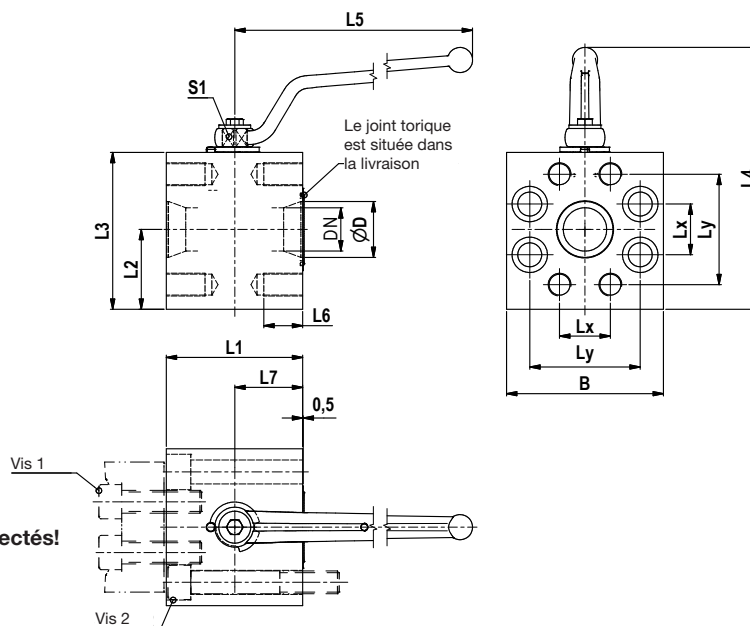 L5
S1
Le joint torique
est située dans
la livraison
L3
L2
DN
ØD
L6
L4
Lx
Ly
Lx
Ly
B
L1
L7
0,5
Vis 1
ectés!
Vis 2